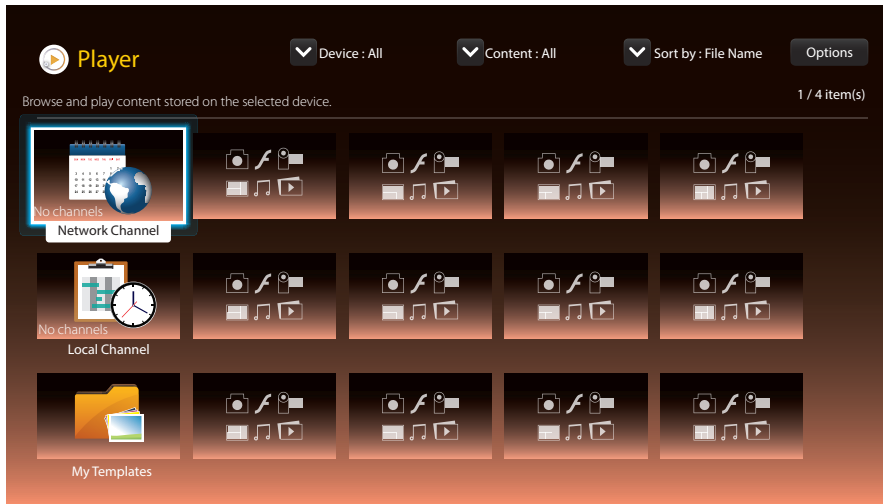 Player
Device : All
Content : All
Sort by : File Name
Options
Browse and play content stored on the selected device.
1 / 4 item(s)
No channels
Network Channel
No channels
Local Channel
My Templates